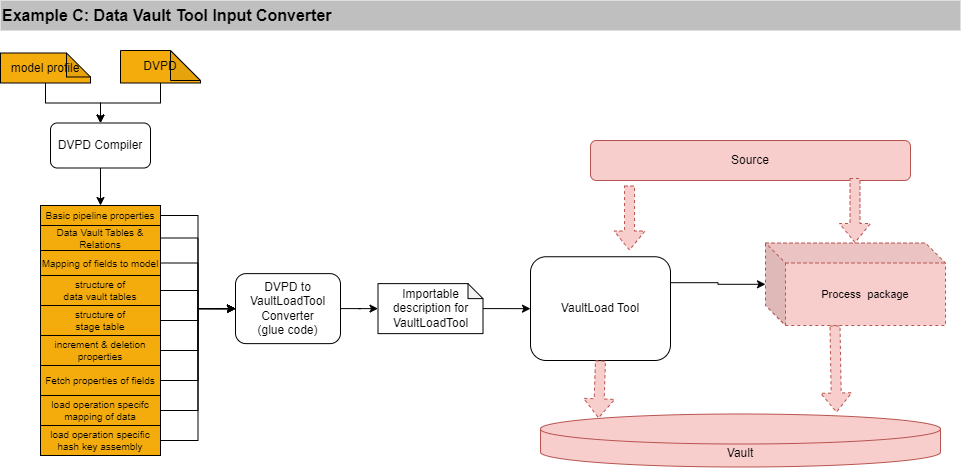 Example C: Data Vault Tool Input Converter
model profile
DVPD
DVPD Compiler
Basic pipeline properties
Data Vault Tables &
Relations
Mapping of fields to model
structure of
data vault tables
structure of
stage table
increment & deletion
properties
Fetch properties of fields
load operation specifc
mapping of data
load operation specific
hash key assembly
DVPD to
VaultLoadTool
Converter
(glue code)
Importable
description for
VaultLoadTool
VaultLoad Tool
Source
Process package
Vault